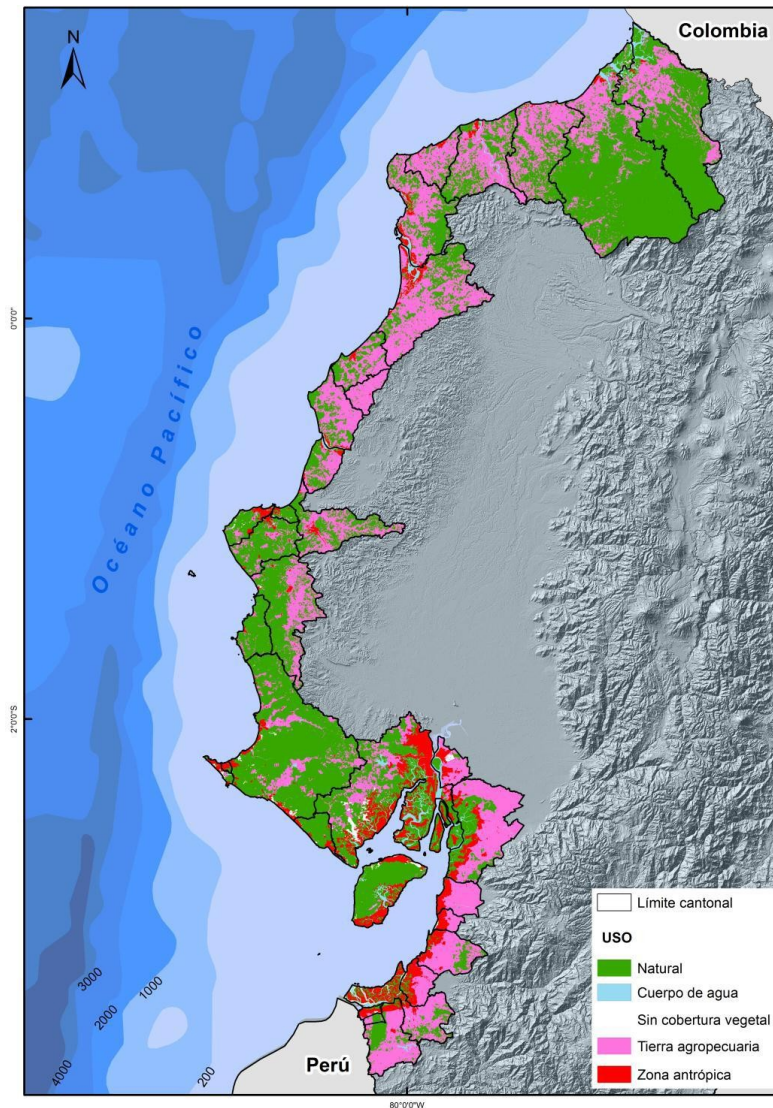 Colombia
N
0°0'0"
Océano Pacífico
2°0'0"S
3000
1000
2000
4000
200
Perú
80°0'0"W
Límite cantonal
USO
Natural
Cuerpo de agua
Sin cobertura vegetal
Tierra agropecuaria
Zona antrópica